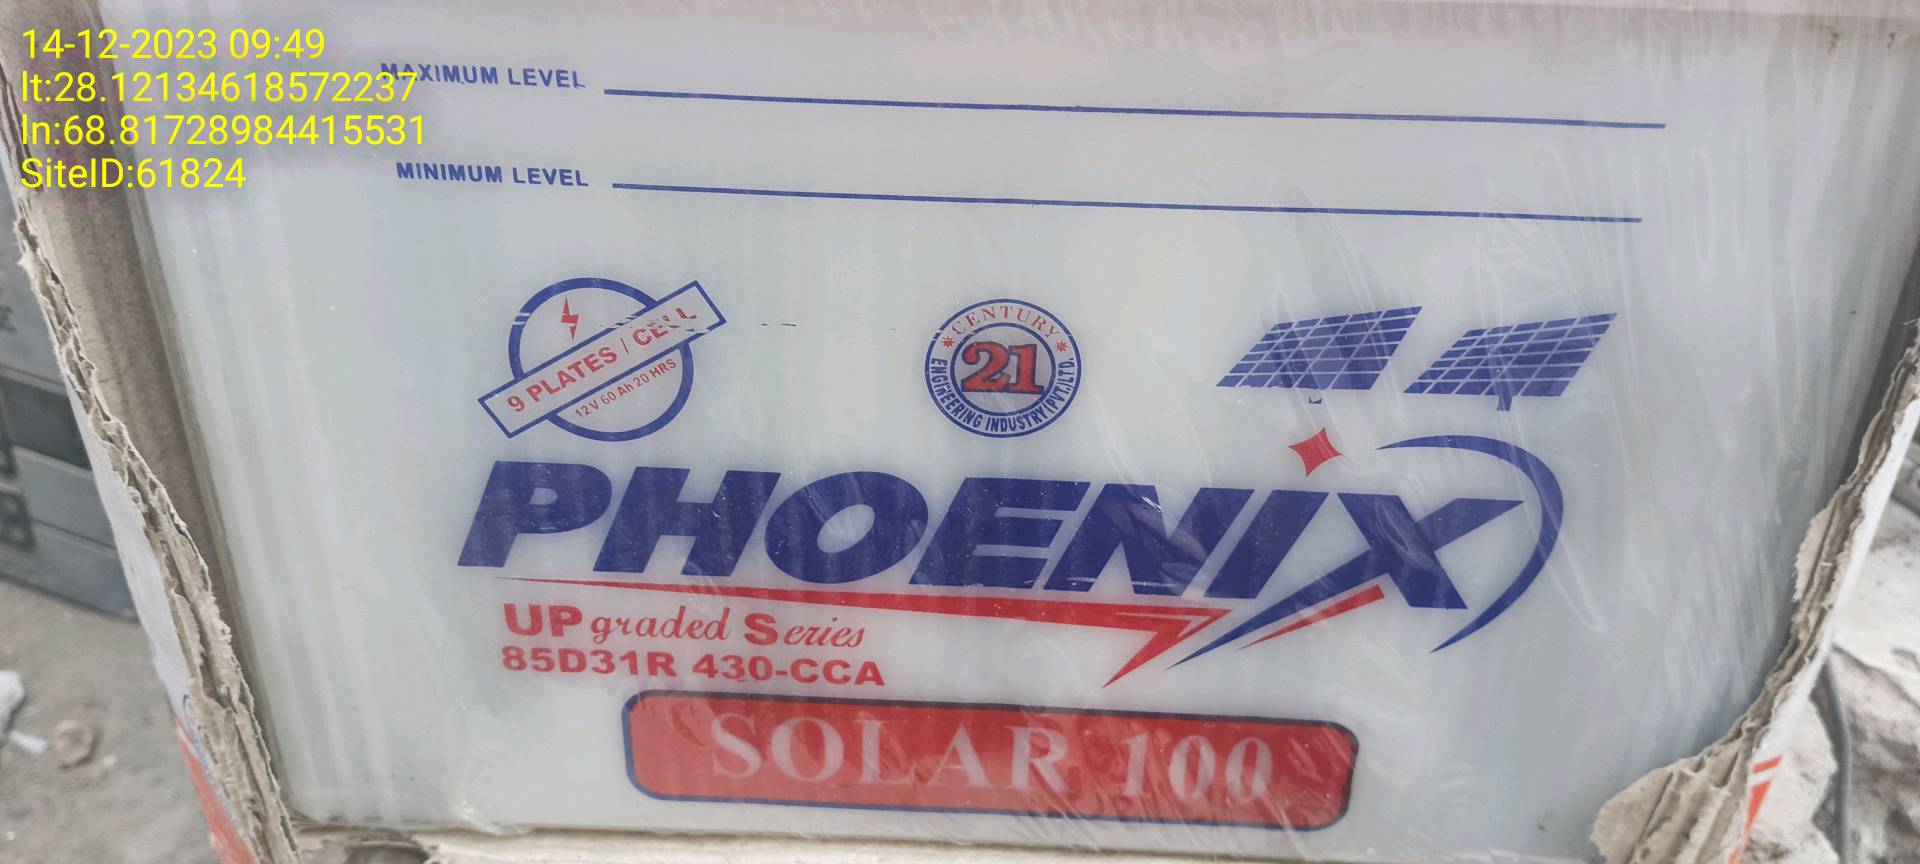 14-12-2023 09:49
lt:28.12134618572237
ln:68.81728984415531
SiteID:61824
MAXIMUM LEVEL
MINIMUM LEVEL
9 PLATES / CELL
12V 60 Ah 20 HRS
CENTURY
21
ENGINEERING INDUSTRY (PVT.) LTD.
PHOENIX
UPgraded Series
85D31R 430-CCA
SOLAR 100